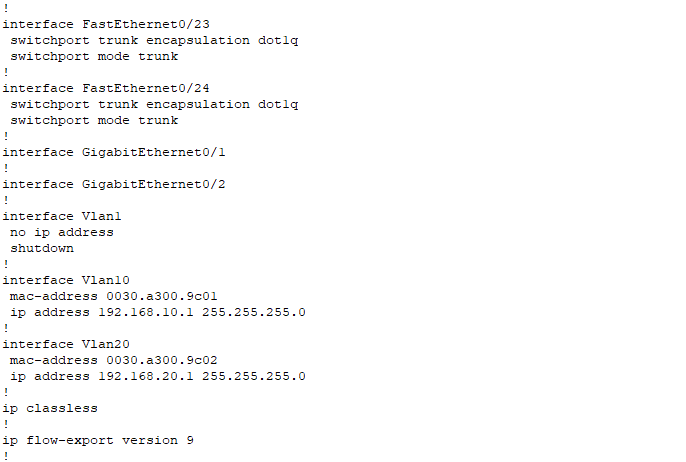 !
interface FastEthernet0/23
 switchport trunk encapsulation dot1q
 switchport mode trunk
!
interface FastEthernet0/24
 switchport trunk encapsulation dot1q
 switchport mode trunk
!
interface GigabitEthernet0/1
!
interface GigabitEthernet0/2
!
interface Vlan1
 no ip address
 shutdown
!
interface Vlan10
 mac-address 0030.a300.9c01
 ip address 192.168.10.1 255.255.255.0
!
interface Vlan20
 mac-address 0030.a300.9c02
 ip address 192.168.20.1 255.255.255.0
!
ip classless
!
ip flow-export version 9
!